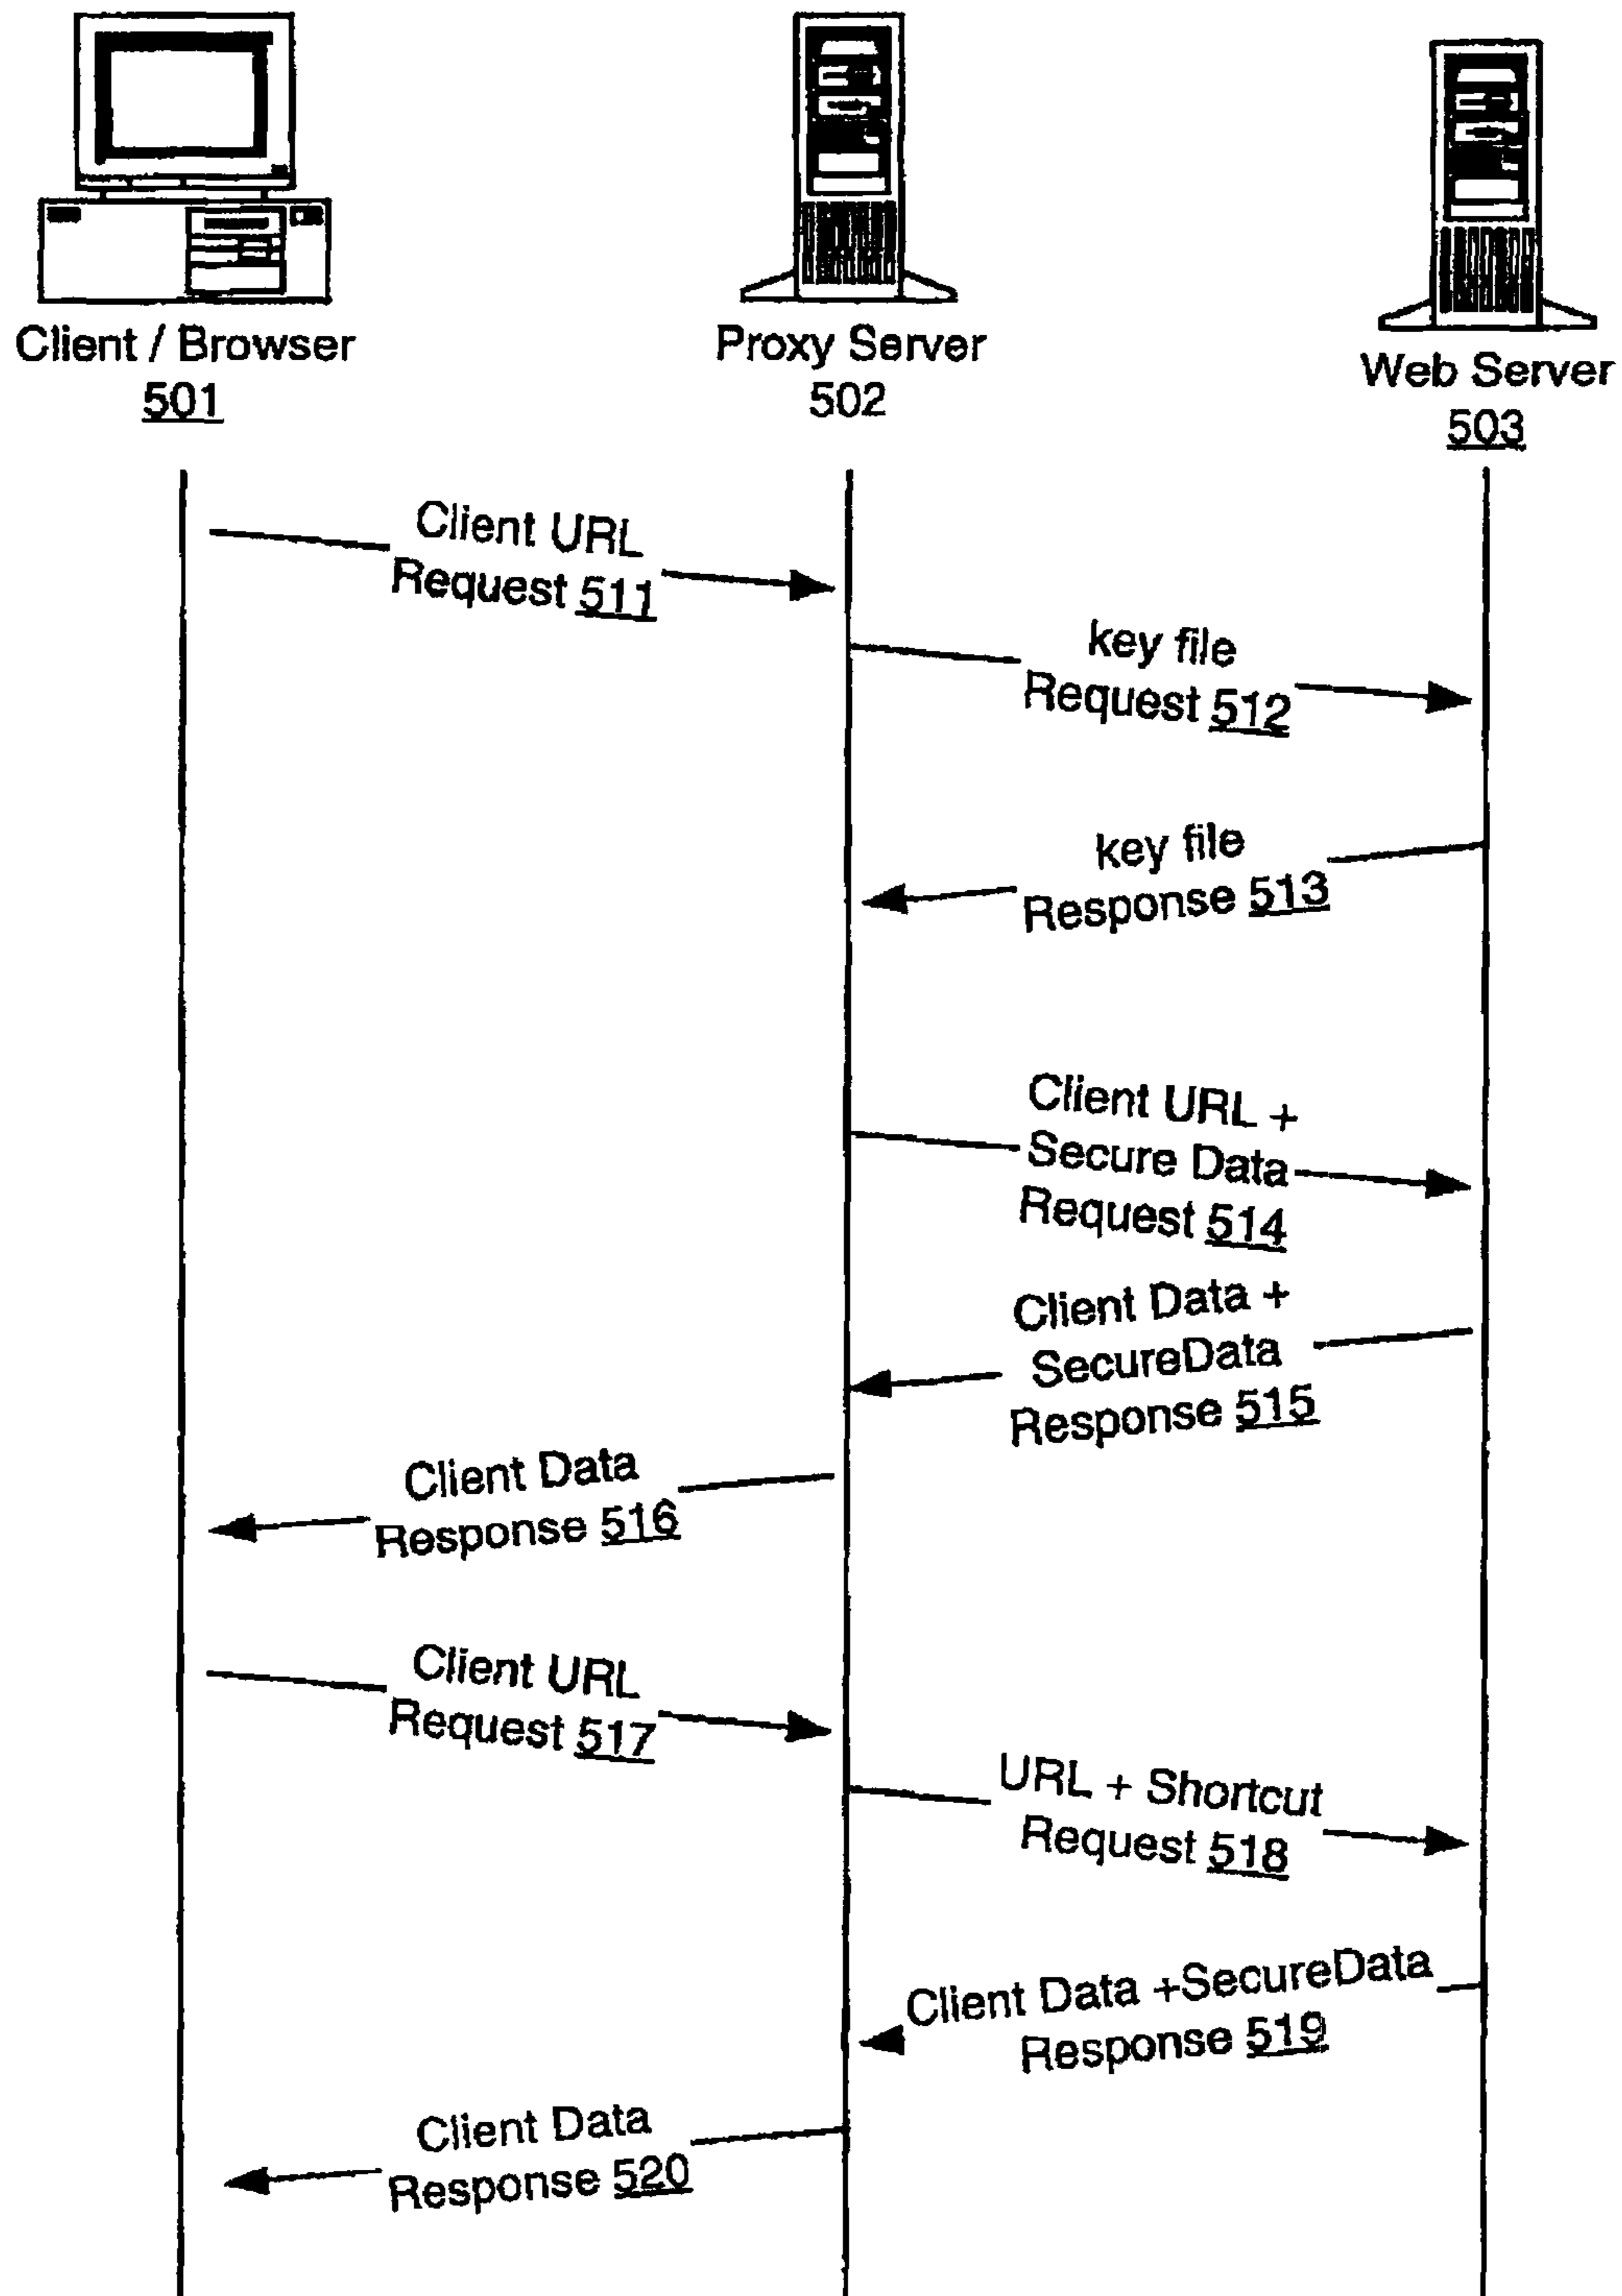 Client / Browser
501
Proxy Server
502
Web Server
503
Client URL
Request 511
key file
Request 512
key file
Response 513
Client URL +
Secure Data
Request 514
Client Data +
SecureData
Response 515
Client Data
Response 516
Client URL
Request 517
URL + Shortcut
Request 518
Client Data +SecureData
Response 519
Client Data
Response 520